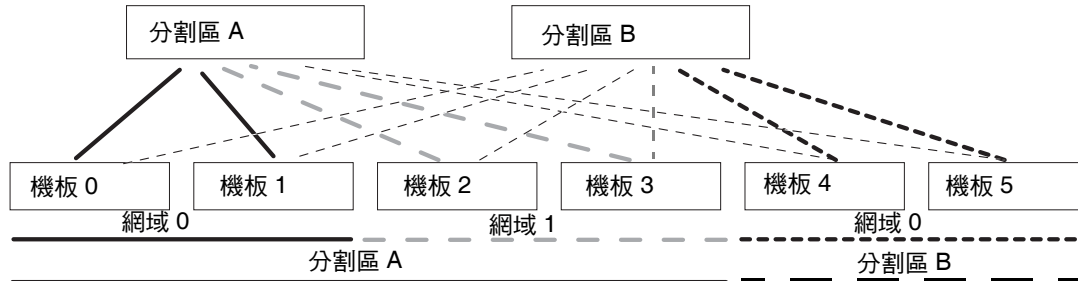 分割區 A
分割區 B
機板 0
機板 1
機板 2
機板 3
機板 4
機板 5
網域 0
網域 1
網域 0
分割區 A
分割區 B